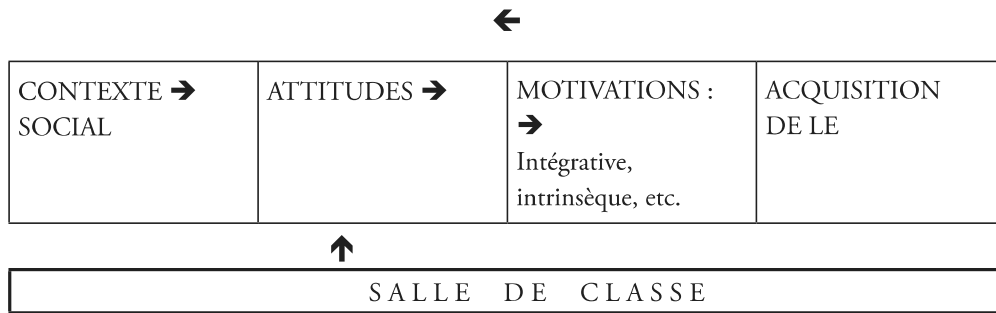 ←
CONTEXTE → SOCIAL
ATTITUDES →
MOTIVATIONS :
→
Intégrative,
intrinsèque, etc.
ACQUISITION
DE LE
↑
SALLE DE CLASSE